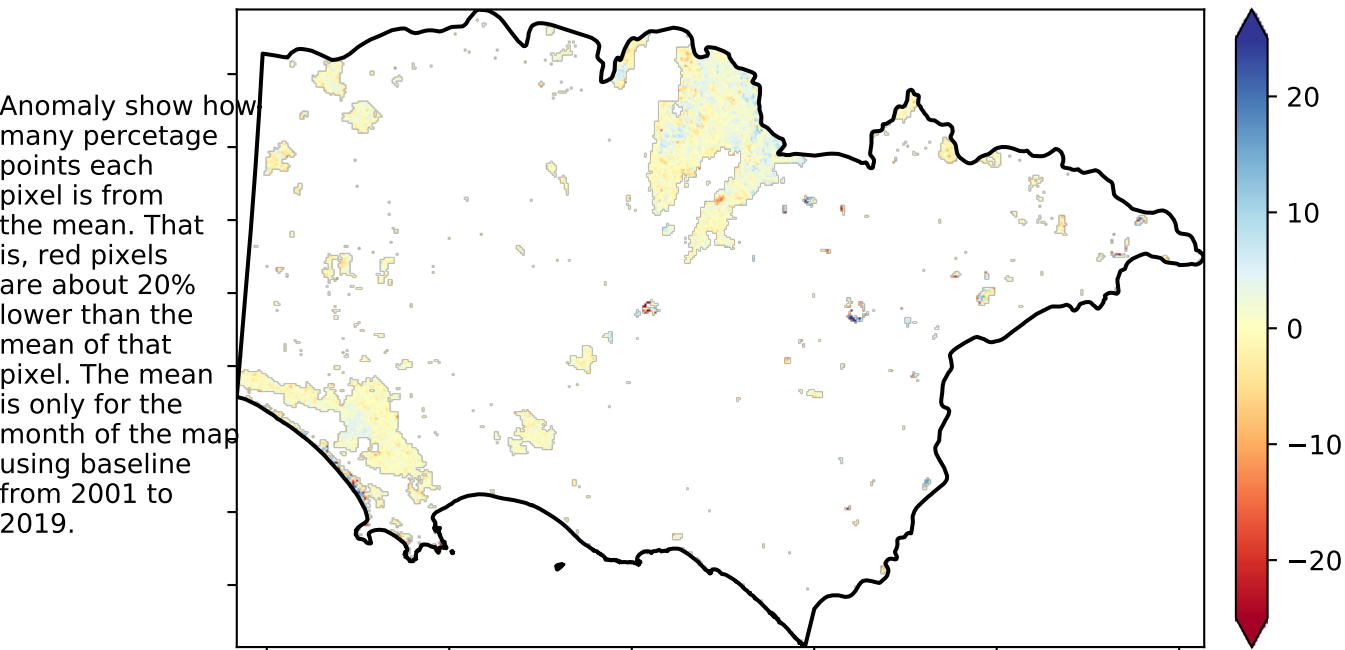 Anomaly show how
many percetage
points each
pixel is from
the mean. That
is, red pixels
are about 20%
lower than the
mean of that
pixel. The mean
is only for the
month of the map
using baseline
from 2001 to
2019.
20
10
0
−10
−20